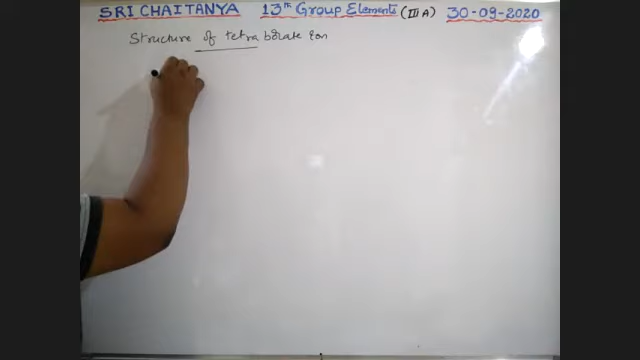 SRI CHAITANYA 13th Group Elements (III A) 30-09-2020
Structure of tetra borate ion